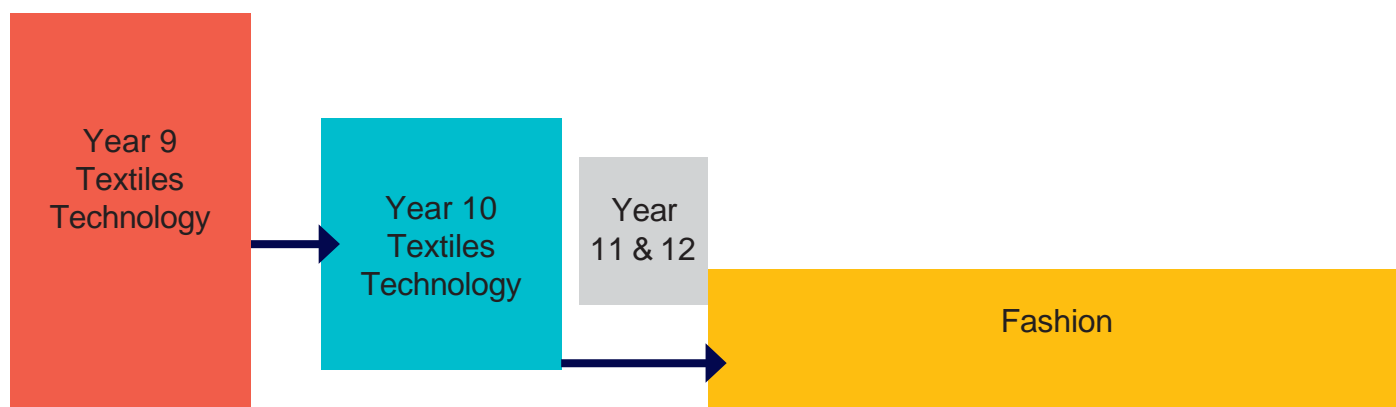 Year 9
Textiles
Technology
Year 10
Textiles
Technology
Year
11 & 12
Fashion